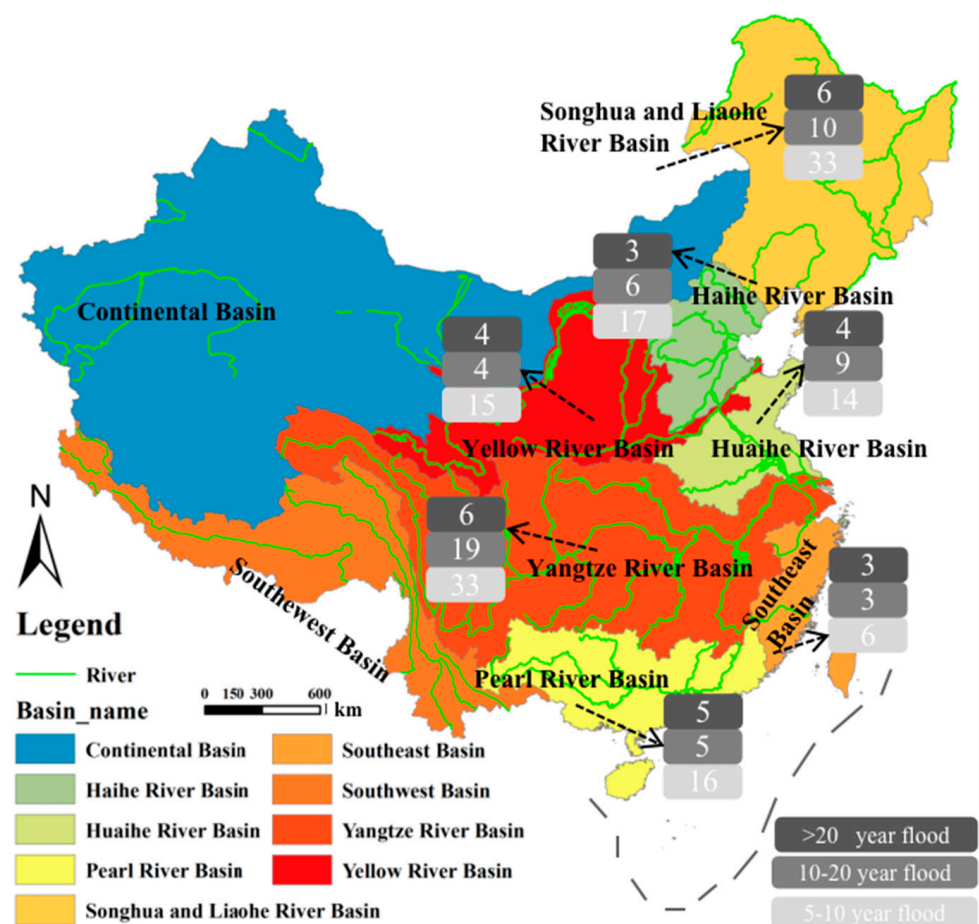 Songhua and Liaohe
River Basin
6
10
33
3
6
17
Haihe River Basin
Continental Basin
4
4
15
4
9
14
Yellow River Basin
Huaihe River Basin
6
19
33
Yangtze River Basin
Southeast
Basin
3
3
6
Southewest Basin
Pearl River Basin
5
5
16
N
Legend
River
0 150 300 600
km
Basin_name
Continental Basin
Southeast Basin
Haihe River Basin
Southwest Basin
Huaihe River Basin
Yangtze River Basin
Pearl River Basin
Yellow River Basin
Songhua and Liaohe River Basin
>20 year flood
10-20 year flood
5-10 year flood